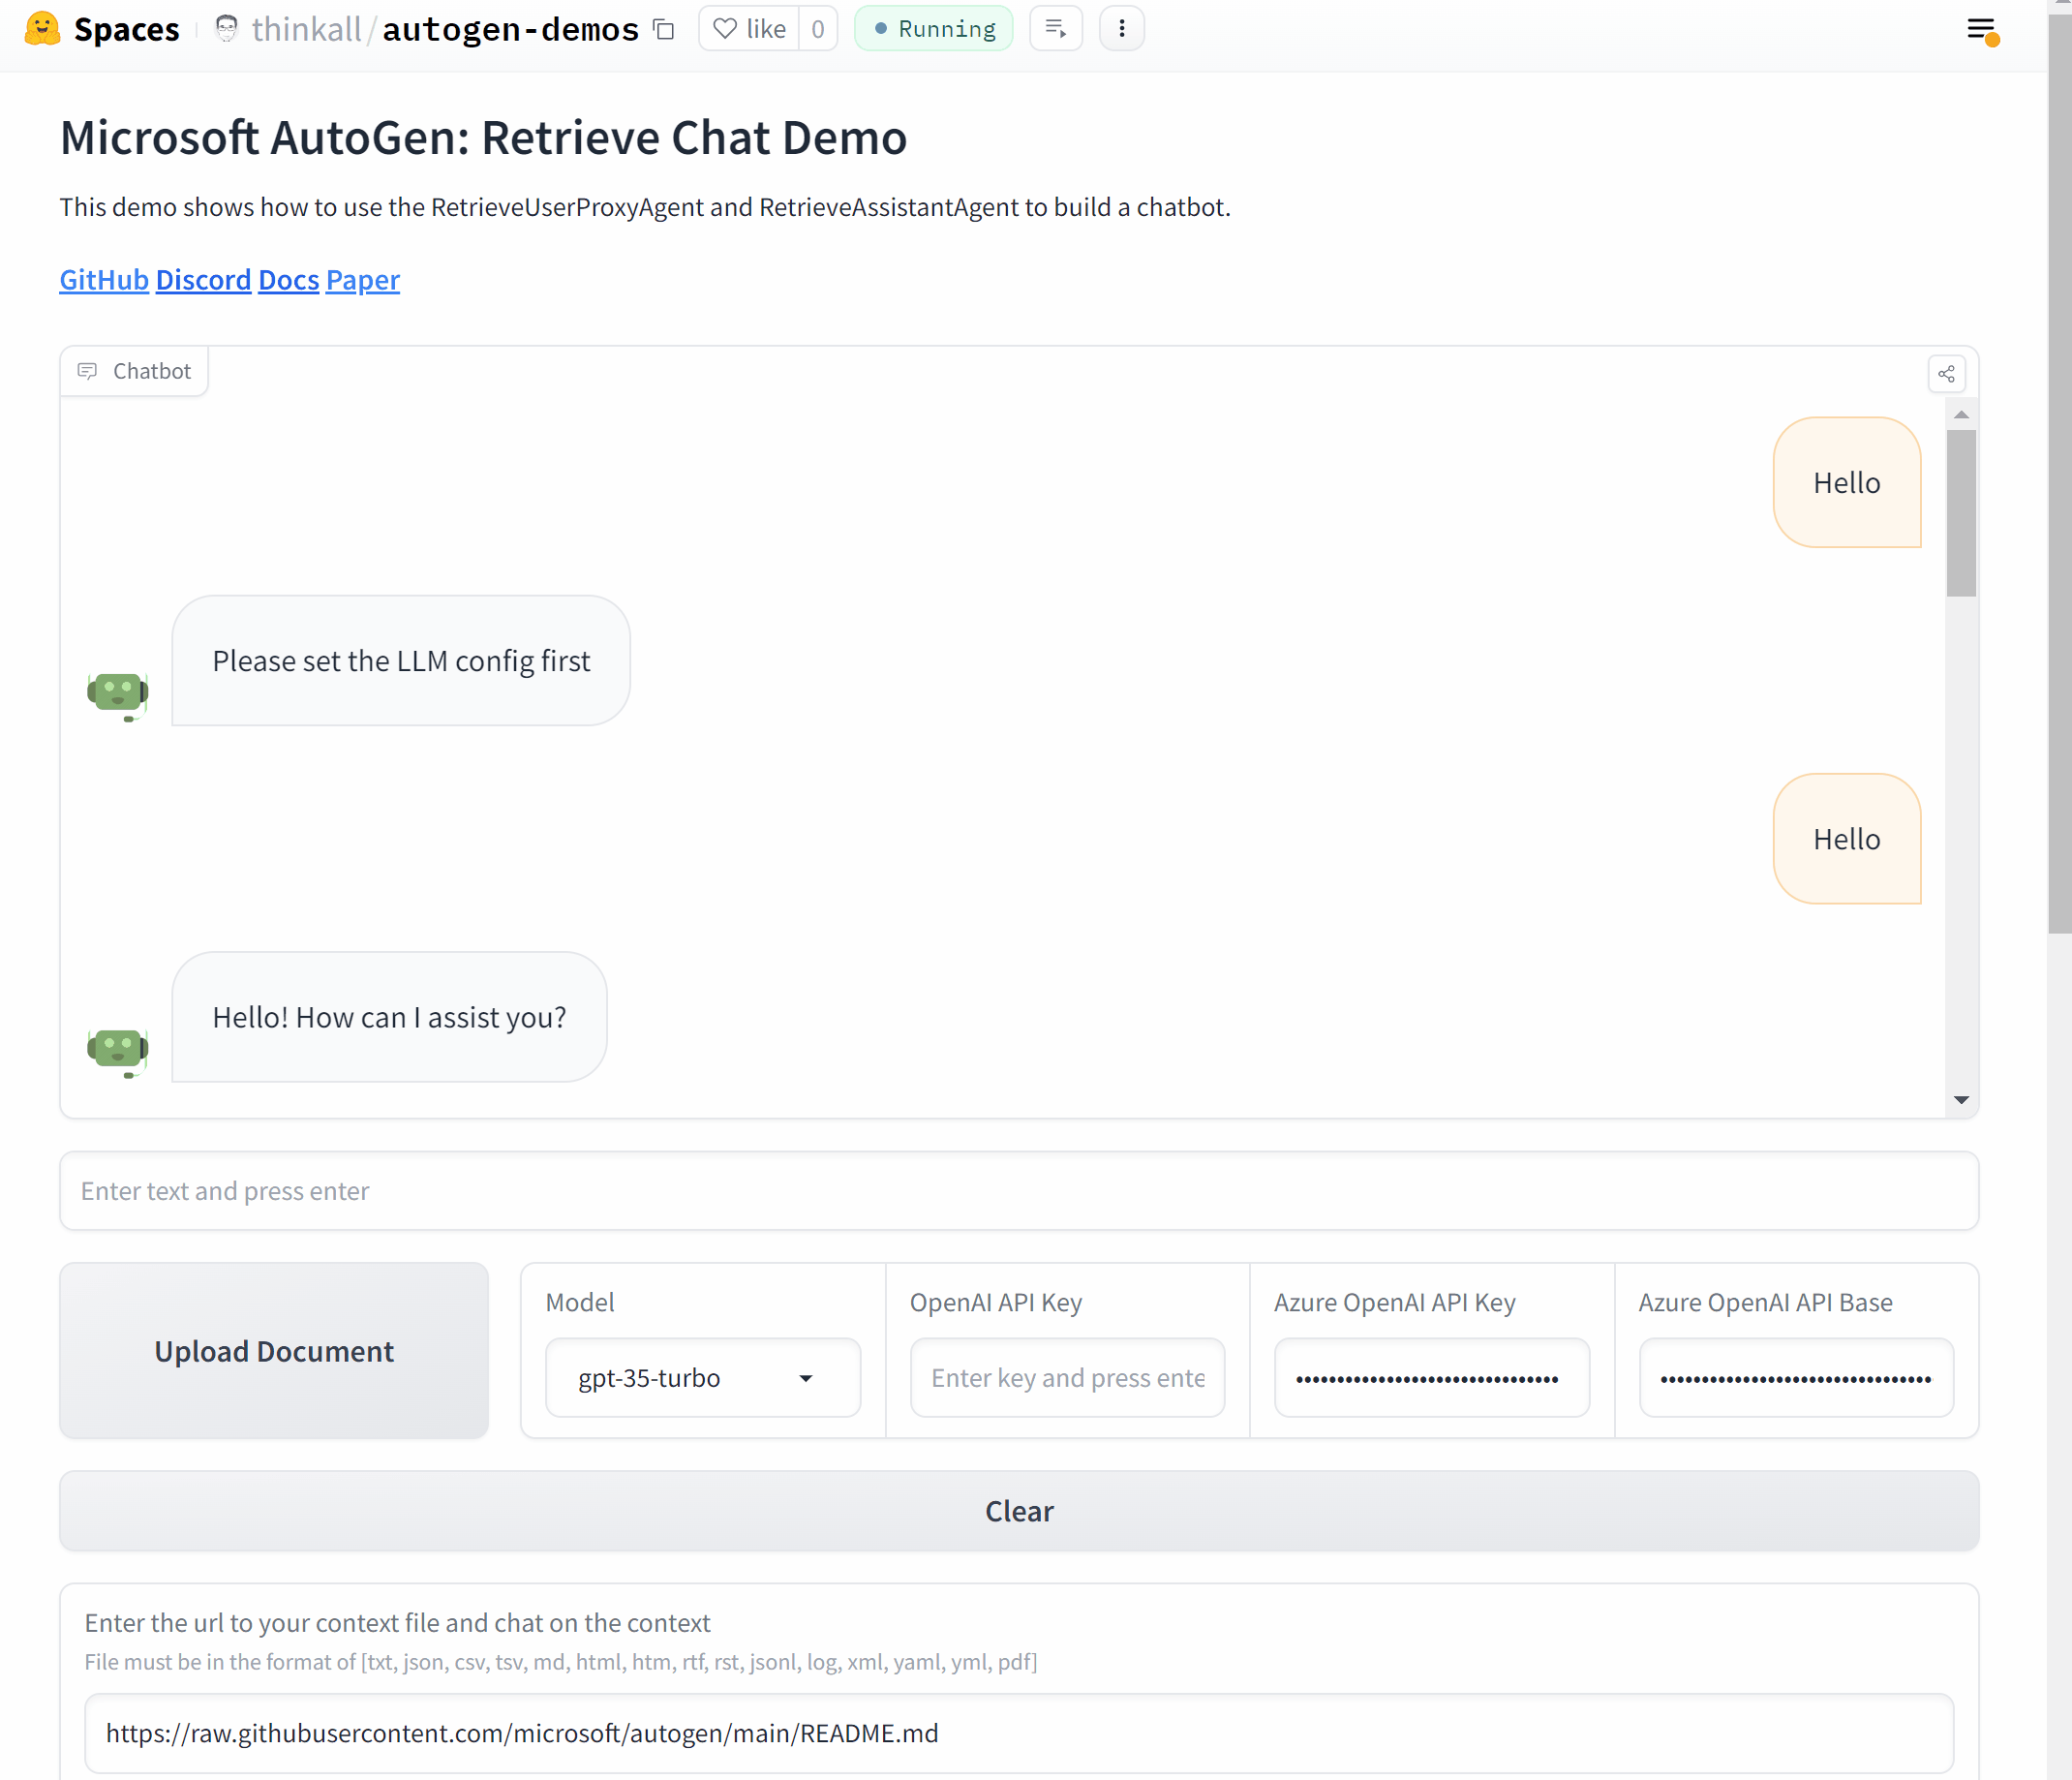 Spaces thinkall/autogen-demos like 0 Running
Microsoft AutoGen: Retrieve Chat Demo
This demo shows how to use the RetrieveUserProxyAgent and RetrieveAssistantAgent to build a chatbot.
GitHub Discord Docs Paper
Chatbot
Hello
Please set the LLM config first
Hello
Hello! How can I assist you?
Enter text and press enter
Upload Document
Model
gpt-35-turbo
OpenAI API Key
Enter key and press ente
Azure OpenAI API Key
Azure OpenAI API Base
Clear
Enter the url to your context file and chat on the context
File must be in the format of [txt, json, csv, tsv, md, html, htm, rtf, rst, jsonl, log, xml, yaml, yml, pdf]
https://raw.githubusercontent.com/microsoft/autogen/main/README.md